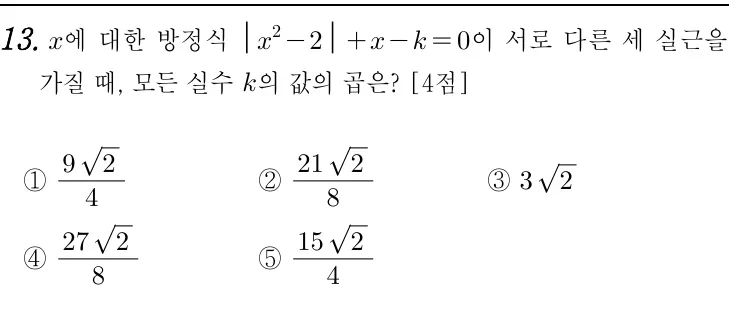 13. x에 대한 방정식 |x²−2|+x−k=0이 서로 다른 세 실근을
가질 때, 모든 실수 k의 값의 곱은? [4점]
① 9√2/4 ② 21√2/8 ③ 3√2
④ 27√2/8 ⑤ 15√2/4